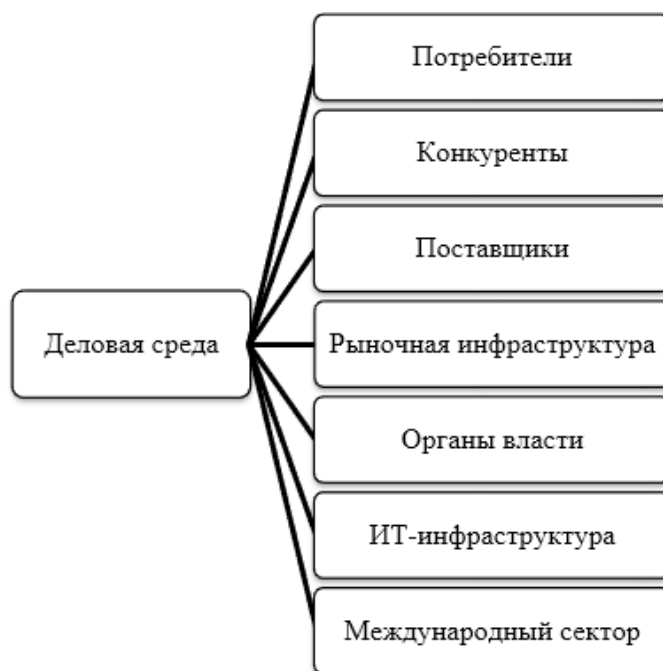 Потребители
Конкуренты
Поставщики
Деловая среда
Рыночная инфраструктура
Органы власти
ИТ-инфраструктура
Международный сектор